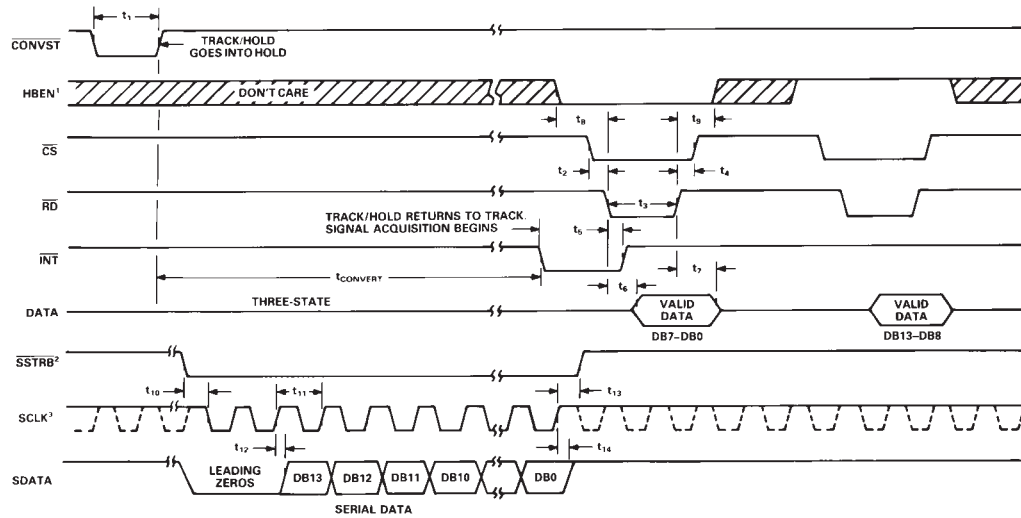 t1
CONVST
TRACK/HOLD
GOES INTO HOLD
HBEN1
DON'T CARE
t8
t9
CS
t2
t4
RD
t3
TRACK/HOLD RETURNS TO TRACK.
SIGNAL ACQUISITION BEGINS
t5
INT
tCONVERT
t7
t6
THREE-STATE
DATA
VALID
DATA
VALID
DATA
DB7–DB0
DB13–DB8
SSTRB2
t10
t11
t13
SCLK3
t12
t14
SDATA
LEADING
ZEROS
DB13
DB12
DB11
DB10
DB0
SERIAL DATA